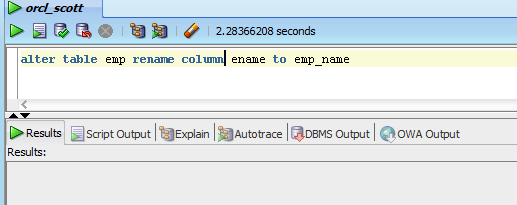 orcl_scott
2.28366208 seconds
alter table emp rename column ename to emp_name
Results Script Output Explain Autotrace DBMS Output OWA Output
Results: